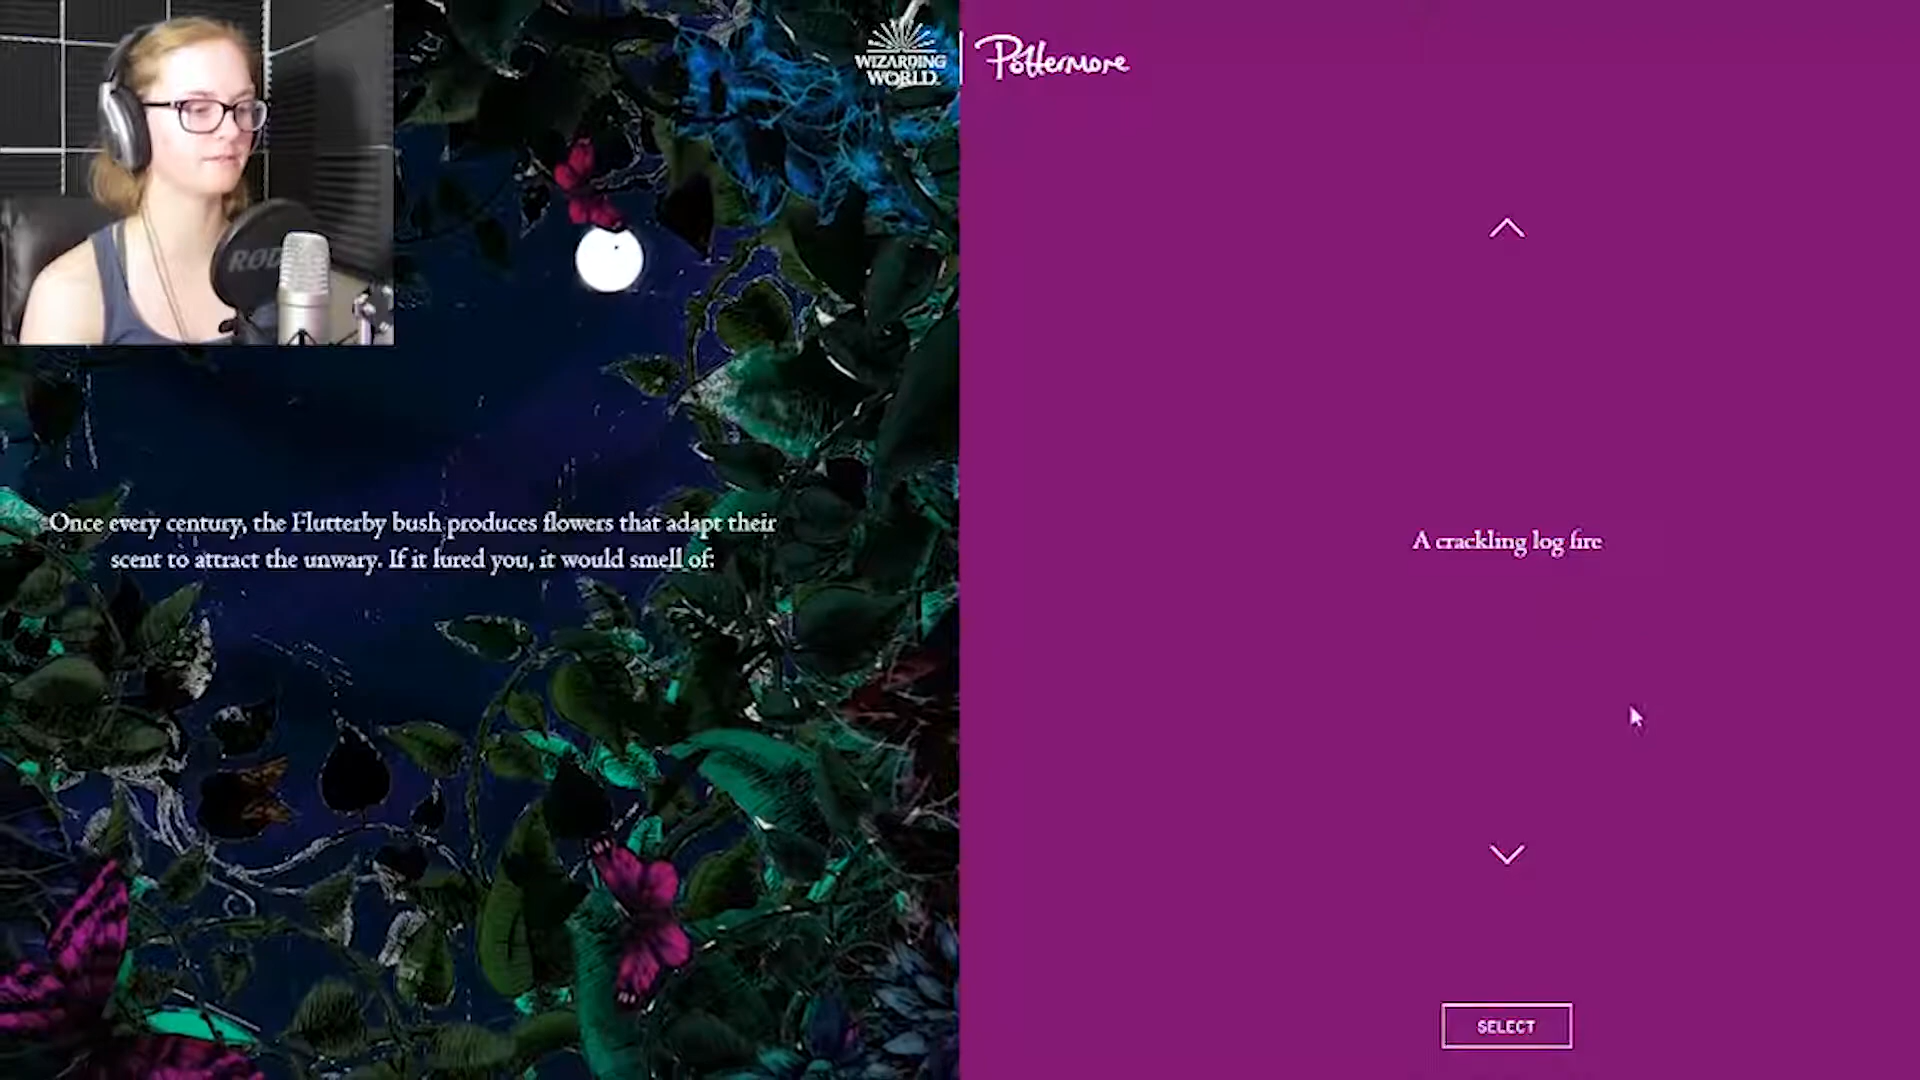 WIZARDING
WORLD
Pottermore
RODE
Once every century, the Flutterby bush produces flowers that adapt their
scent to attract the unwary. If it lured you, it would smell of:
A crackling log fire
SELECT